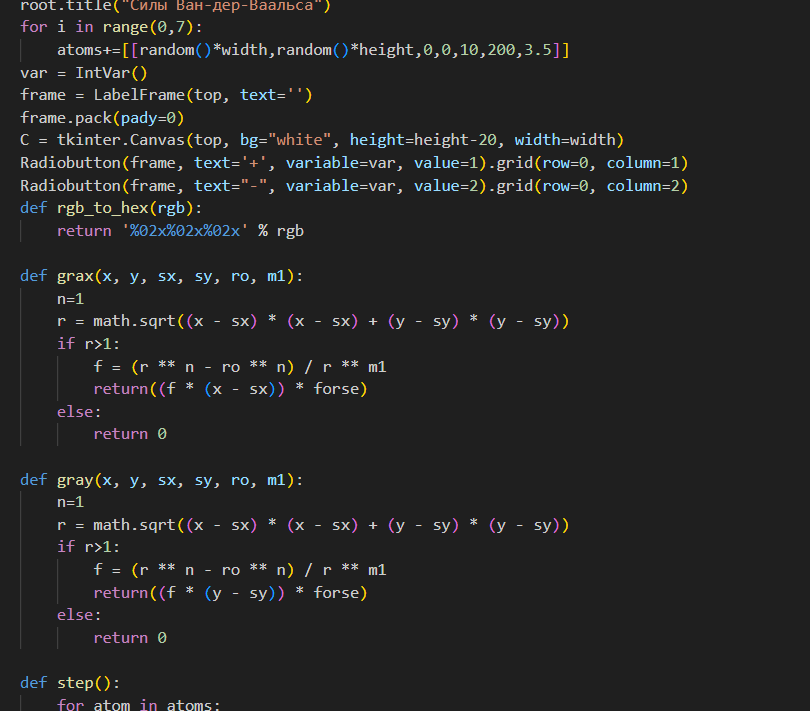 root.title("Силы Ван-дер-Ваальса")
for i in range(0,7):
    atoms+=[[random()*width,random()*height,0,0,10,200,3.5]]
var = IntVar()
frame = LabelFrame(top, text='')
frame.pack(pady=0)
C = tkinter.Canvas(top, bg="white", height=height-20, width=width)
Radiobutton(frame, text='+', variable=var, value=1).grid(row=0, column=1)
Radiobutton(frame, text="-", variable=var, value=2).grid(row=0, column=2)
def rgb_to_hex(rgb):
    return '%02x%02x%02x' % rgb

def grax(x, y, sx, sy, ro, m1):
    n=1
    r = math.sqrt((x - sx) * (x - sx) + (y - sy) * (y - sy))
    if r>1:
        f = (r ** n - ro ** n) / r ** m1
        return((f * (x - sx)) * forse)
    else:
        return 0

def gray(x, y, sx, sy, ro, m1):
    n=1
    r = math.sqrt((x - sx) * (x - sx) + (y - sy) * (y - sy))
    if r>1:
        f = (r ** n - ro ** n) / r ** m1
        return((f * (y - sy)) * forse)
    else:
        return 0

def step():
    for atom in atoms: